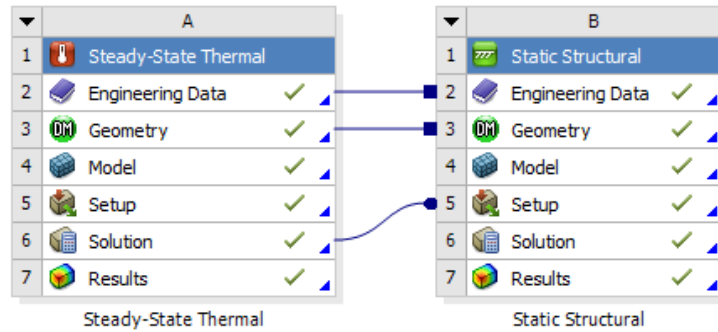 A
1 Steady-State Thermal
2 Engineering Data
3 DM Geometry
4 Model
5 Setup
6 Solution
7 Results
Steady-State Thermal
B
1 Static Structural
2 Engineering Data
3 DM Geometry
4 Model
5 Setup
6 Solution
7 Results
Static Structural